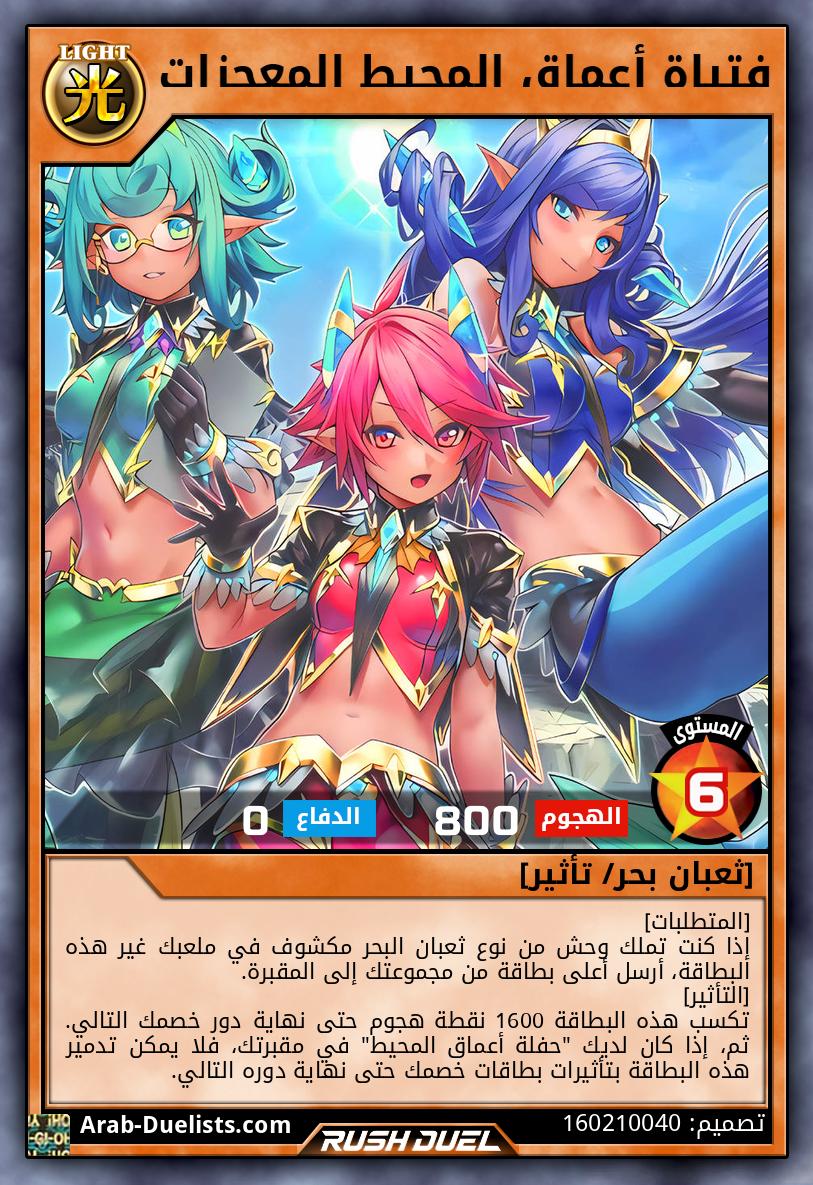 LIGHT
光
فتياة أعماق، المحيط المعجزات
المستوى
6
الهجوم 800 الدفاع 0
[ثعبان بحر/ تأثير]
[المتطلبات]
إذا كنت تملك وحش من نوع ثعبان البحر مكشوف في ملعبك غير هذه
البطاقة، أرسل أعلى بطاقة من مجموعتك إلى المقبرة.
[التأثير]
تكسب هذه البطاقة 1600 نقطة هجوم حتى نهاية دور خصمك التالي.
ثم، إذا كان لديك "حفلة أعماق المحيط" في مقبرتك، فلا يمكن تدمير
هذه البطاقة بتأثيرات بطاقات خصمك حتى نهاية دوره التالي.
تصميم: 160210040
RUSH DUEL
Arab-Duelists.com